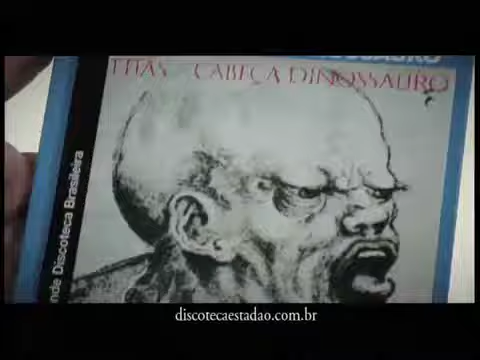 TITÃS CABEÇA DINOSSAURO
nde Discoteca Brasileira
discotecaestadao.com.br